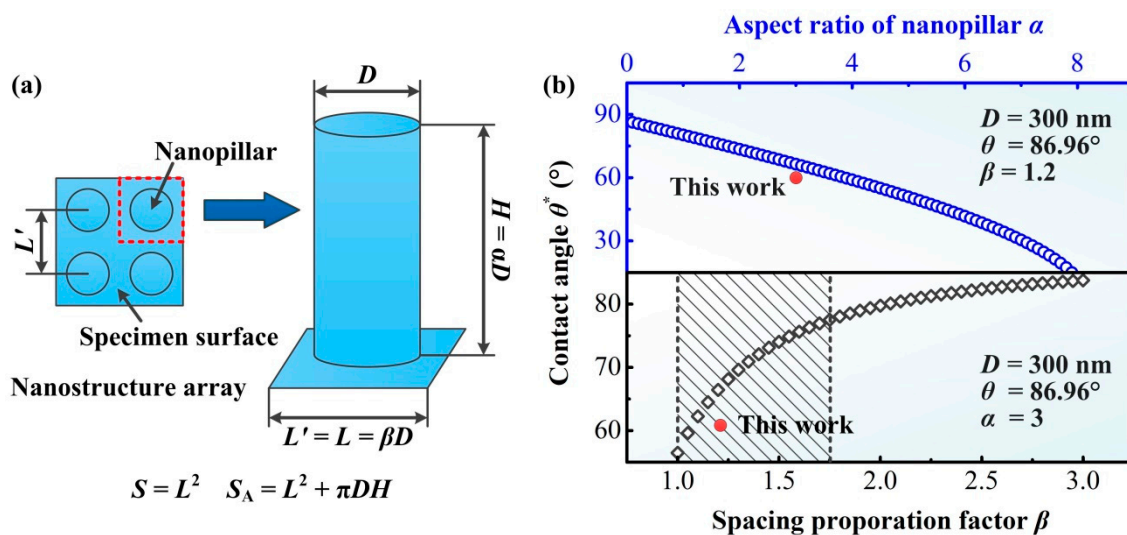 (a)
D
Nanopillar
L'
H = αD
Specimen surface
Nanostructure array
L' = L = βD
S = L² S_A = L² + πDH
(b)
Aspect ratio of nanopillar α
0 2 4 6 8
Contact angle θ* (°)
90
60
30
D = 300 nm
θ = 86.96°
β = 1.2
This work
80
70
60
D = 300 nm
θ = 86.96°
α = 3
This work
1.0 1.5 2.0 2.5 3.0
Spacing proporation factor β